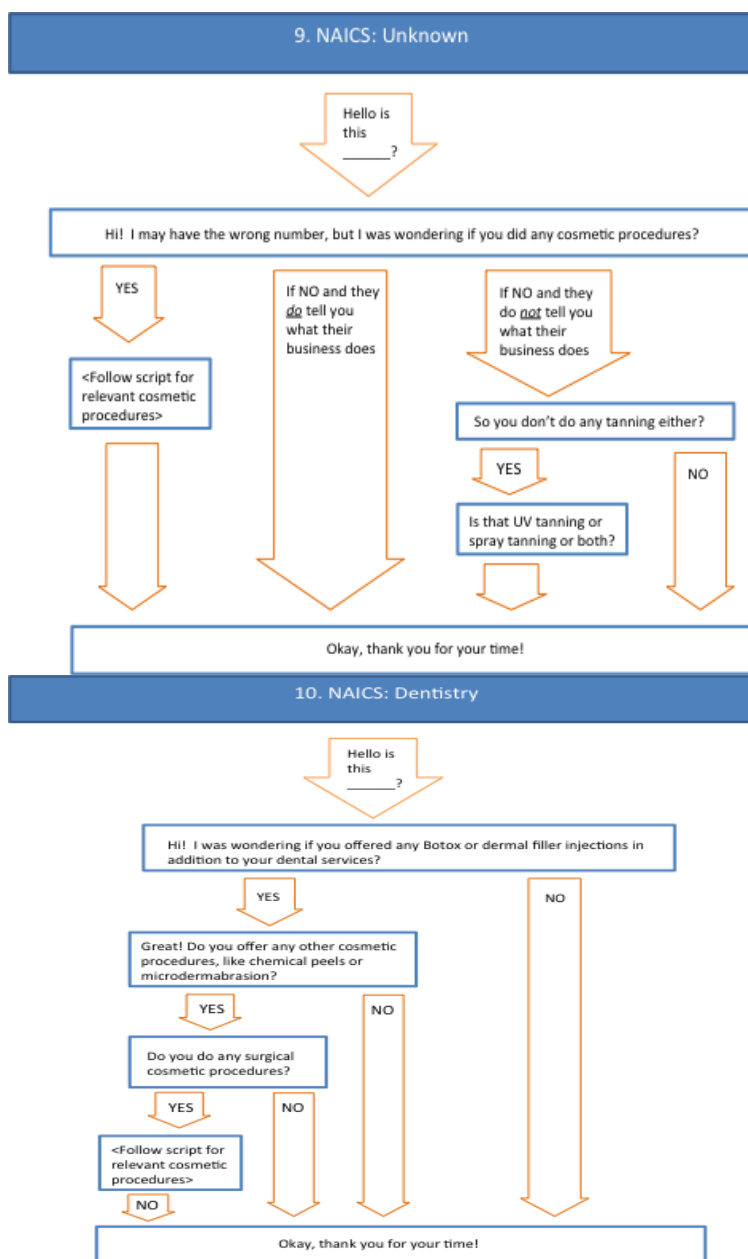 9. NAICS: Unknown
Hello is
this
______?
Hi!  I may have the wrong number, but I was wondering if you did any cosmetic procedures?
YES
If NO and they
do tell you
what their
business does
If NO and they
do not tell you
what their
business does
<Follow script for
relevant cosmetic
procedures>
So you don't do any tanning either?
YES
NO
Is that UV tanning or
spray tanning or both?
Okay, thank you for your time!
10. NAICS: Dentistry
Hello is
this
______?
Hi!  I was wondering if you offered any Botox or dermal filler injections in
addition to your dental services?
YES
NO
Great! Do you offer any other cosmetic
procedures, like chemical peels or
microdermabrasion?
YES
NO
Do you do any surgical
cosmetic procedures?
YES
NO
<Follow script for
relevant cosmetic
procedures>
NO
Okay, thank you for your time!